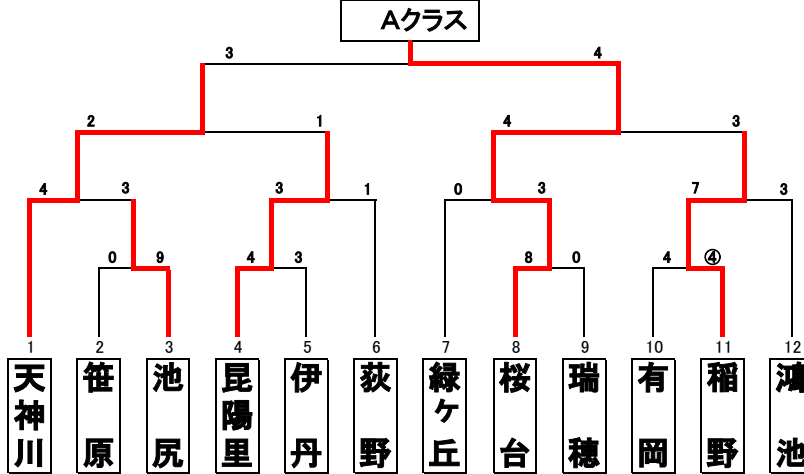 Aクラス
3 4
2 1 4 3
4 3 3 1 0 3 7 3
0 9 4 3 8 0 4 ④
1 2 3 4 5 6 7 8 9 10 11 12
天神川
笹原
池尻
昆陽里
伊丹
荻野
緑ヶ丘
桜台
瑞穂
有岡
稲野
鴻池